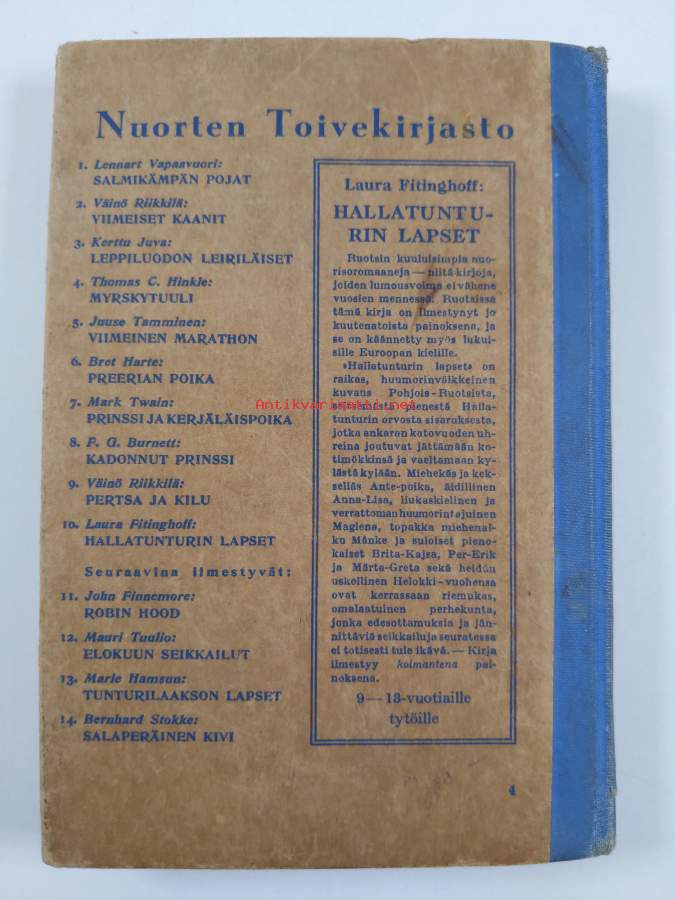 Nuorten Toivekirjasto
1. Lennart Vapaavuori:
SALMIKÄMPÄN POJAT
2. Väinö Riikkilä:
VIIMEISET KAANIT
3. Kerttu Juva:
LEPPILUODON LEIRILÄISET
4. Thomas C. Hinkle:
MYRSKYTUULI
5. Juuse Tamminen:
VIIMEINEN MARATHON
6. Bret Harte:
PREERIAN POIKA
7. Mark Twain:
PRINSSI JA KERJÄLÄISPOIKA
8. F. G. Burnett:
KADONNUT PRINSSI
9. Väinö Riikkilä:
PERTSA JA KILU
10. Laura Fitinghoff:
HALLATUNTURIN LAPSET
Seuraavina ilmestyvät:
11. John Finnemore:
ROBIN HOOD
12. Mauri Tuulio:
ELOKUUN SEIKKAILUT
13. Marie Hamsun:
TUNTURILAAKSON LAPSET
14. Bernhard Stokke:
SALAPERÄINEN KIVI
Laura Fitinghoff:
HALLATUNTU-
RIN LAPSET
Ruotsin kuuluisimpia nuo-
risoromaaneja — niitä kirjoja,
joiden lumousvoima ei vähene
vuosien mennessä. Ruotsissa
tämä kirja on ilmestynyt jo
kuutenatoista painoksena, ja
se on käännetty myös lukui-
sille Euroopan kielille.
»Hallatunturin lapset» on
raikas, huumorinvälkkeinen
kuvaus Pohjois-Ruotsista,
seitsemästä pienestä Halla-
tunturin orvosta sisaruksesta,
jotka ankaran katovuoden uh-
reina joutuvat jättämään ko-
timökkinsä ja vaeltamaan ky-
lästä kylään. Miehekäs ja kek-
seliäs Ante-poika, äidillinen
Anna-Lisa, liukaskielinen ja
verrattoman huumorintajuinen
Maglena, topakka miehenal-
ku Månke ja suloiset pieno-
kaiset Brita-Kajsa, Per-Erik
ja Märta-Greta sekä heidän
uskollinen Helokki-vuohensa
ovat kerrassaan riemukas,
omalaatuinen perhekunta,
jonka edesottamuksia ja jän-
nittäviä seikkailuja seuratessa
ei totisesti tule ikävä. — Kirja
ilmestyy kolmantena pai-
noksena.
9—13-vuotiaille
tytöille
4
Antikvariaatti.net